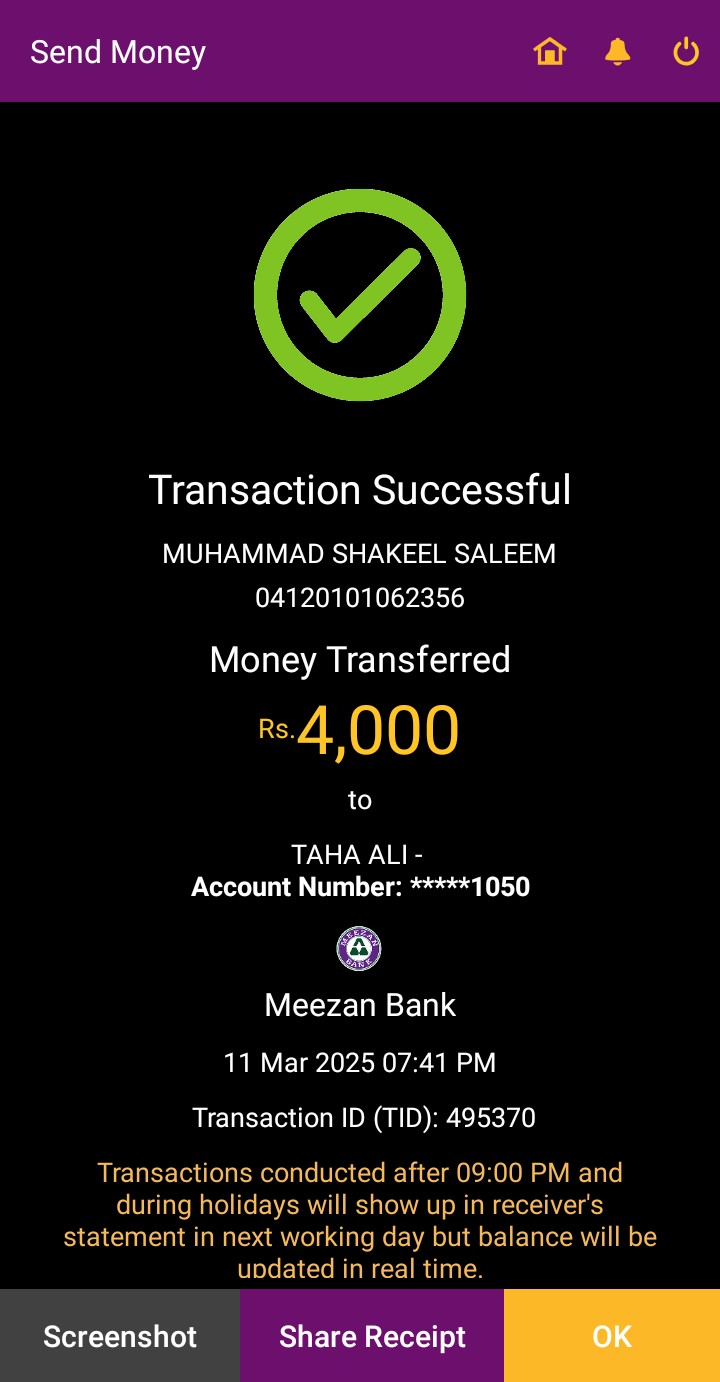 Send Money
Transaction Successful
MUHAMMAD SHAKEEL SALEEM
04120101062356
Money Transferred
Rs.4,000
to
TAHA ALI -
Account Number: *****1050
MEEZAN
BANK
Meezan Bank
11 Mar 2025 07:41 PM
Transaction ID (TID): 495370
Transactions conducted after 09:00 PM and
during holidays will show up in receiver's
statement in next working day but balance will be
updated in real time.
Screenshot
Share Receipt
OK